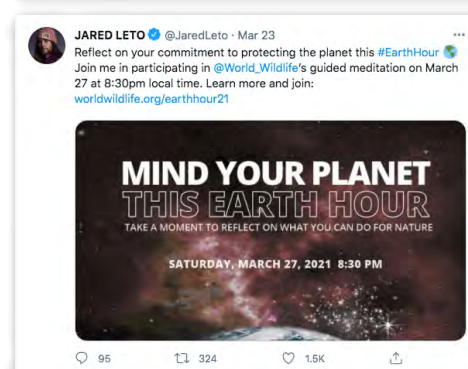 JARED LETO @JaredLeto · Mar 23
Reflect on your commitment to protecting the planet this #EarthHour
Join me in participating in @World_Wildlife's guided meditation on March
27 at 8:30pm local time. Learn more and join:
worldwildlife.org/earthhour21
MIND YOUR PLANET
THIS EARTH HOUR
TAKE A MOMENT TO REFLECT ON WHAT YOU CAN DO FOR NATURE
SATURDAY, MARCH 27, 2021 8:30 PM
95 324 1.5K